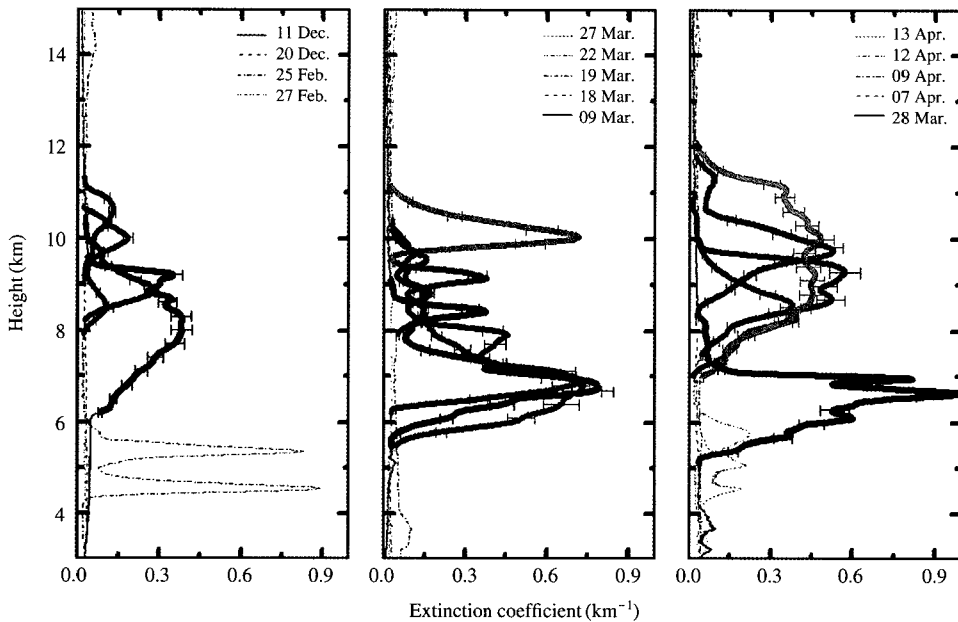 11 Dec.
20 Dec.
25 Feb.
27 Feb.
27 Mar.
22 Mar.
19 Mar.
18 Mar.
09 Mar.
13 Apr.
12 Apr.
09 Apr.
07 Apr.
28 Mar.
14
12
10
8
6
4
Height (km)
0.0 0.3 0.6 0.9 0.0 0.3 0.6 0.9 0.0 0.3 0.6 0.9
Extinction coefficient (km⁻¹)